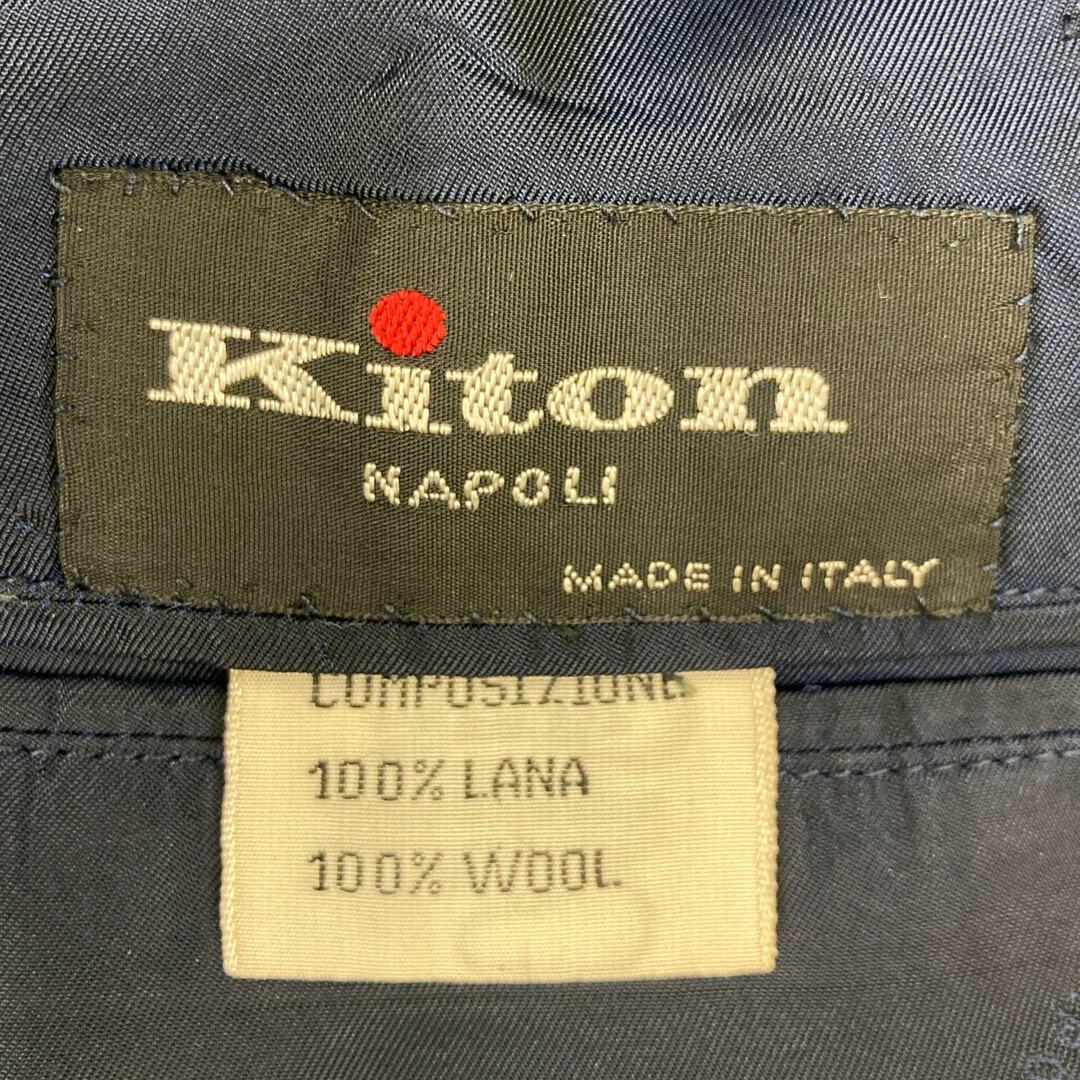 Kiton
NAPOLI
MADE IN ITALY
COMPOSIZIONE
100% LANA
100% WOOL